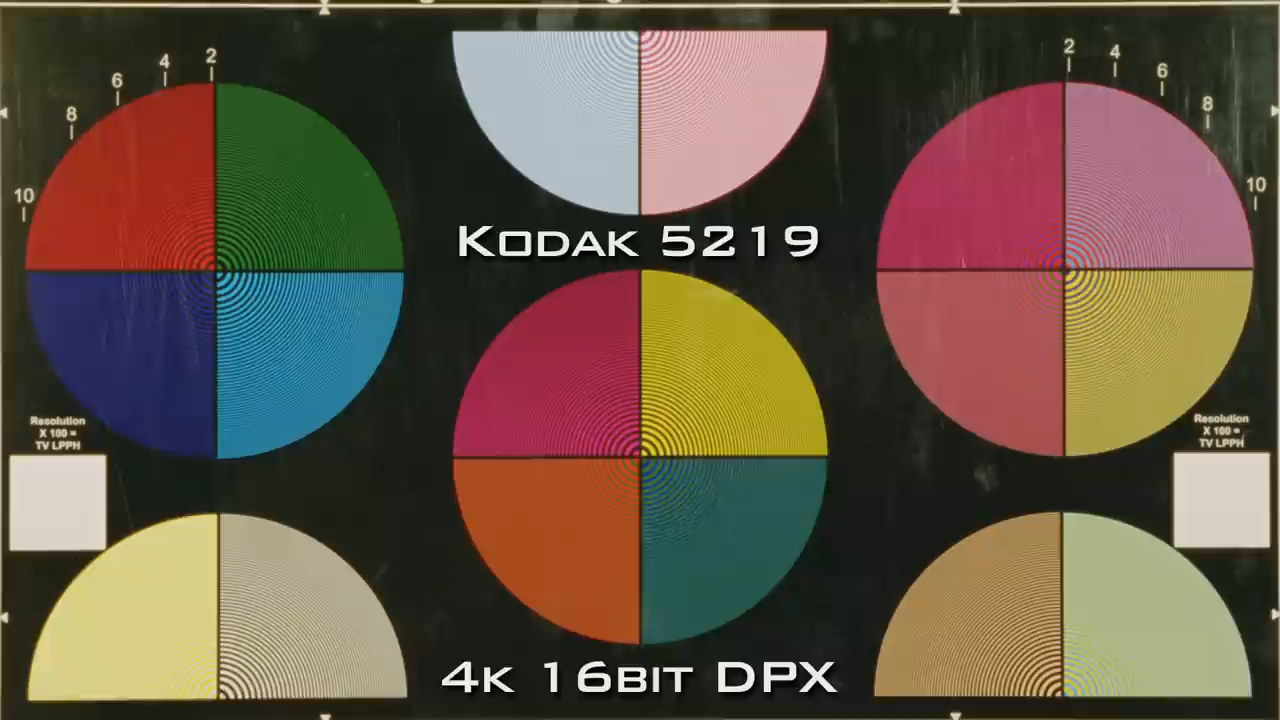 2 4 6 8 10
2 4 6 8 10
KODAK 5219
Resolution
X 100 =
TV LPPH
Resolution
X 100 =
TV LPPH
4K 16BIT DPX